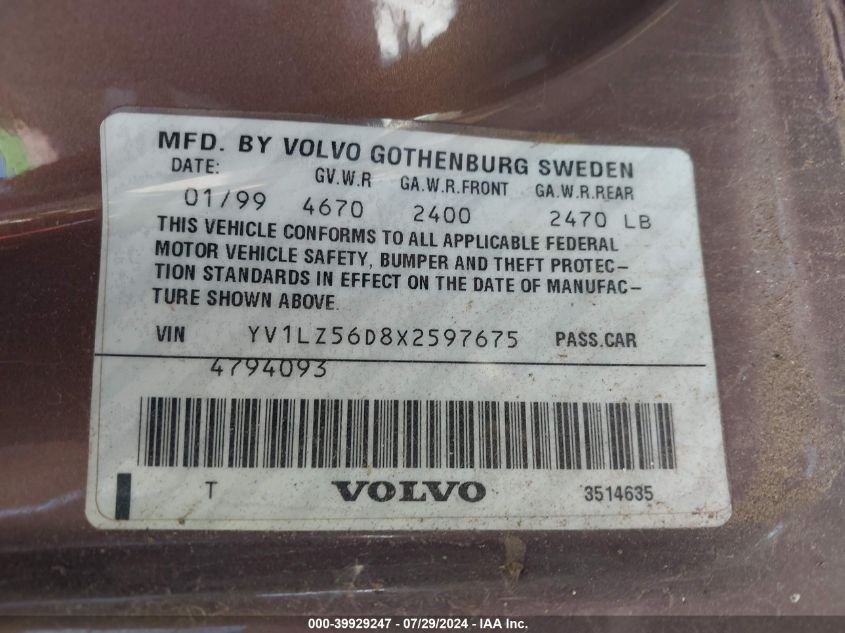 MFD. BY VOLVO GOTHENBURG SWEDEN
DATE: GV.W.R GA.W.R.FRONT GA.W.R.REAR
01/99 4670 2400 2470 LB
THIS VEHICLE CONFORMS TO ALL APPLICABLE FEDERAL
MOTOR VEHICLE SAFETY, BUMPER AND THEFT PROTEC-
TION STANDARDS IN EFFECT ON THE DATE OF MANUFAC-
TURE SHOWN ABOVE.
VIN YV1LZ56D8X2597675 PASS.CAR
4794093
T VOLVO 3514635
000-39929247 - 07/29/2024 - IAA Inc.